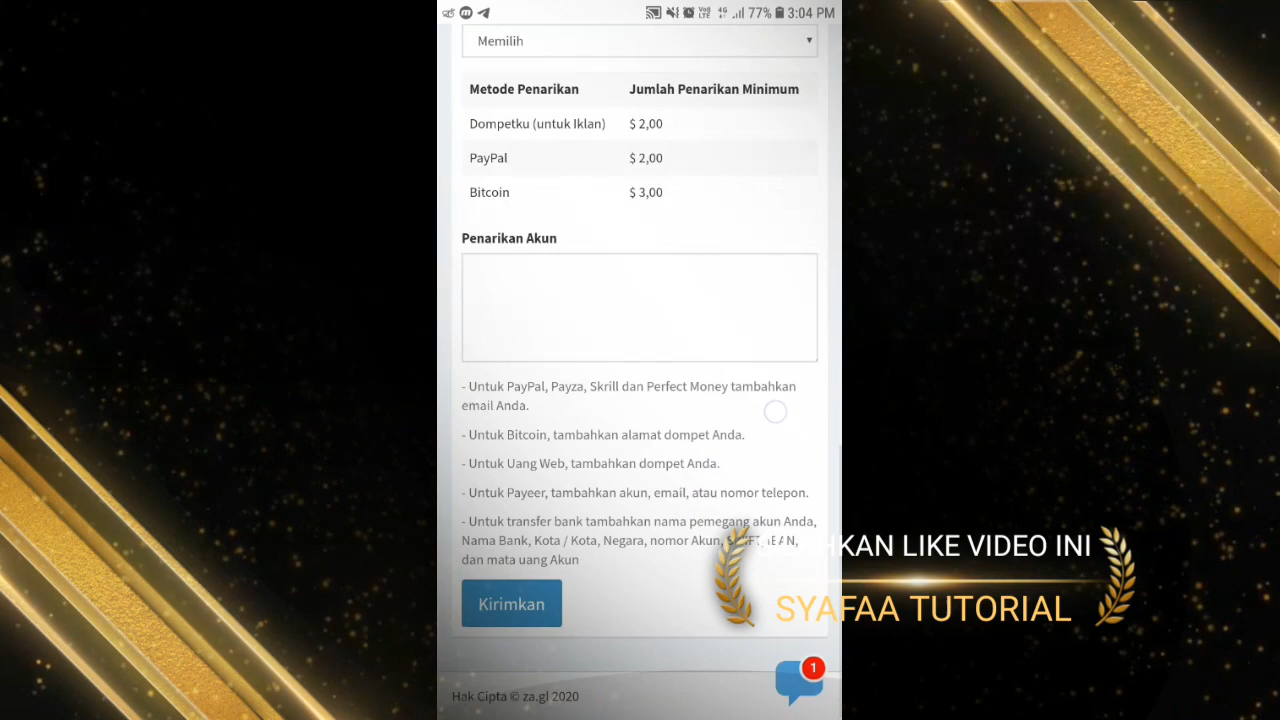 77% 3:04 PM
Memilih
Metode Penarikan Jumlah Penarikan Minimum
Dompetku (untuk Iklan) $ 2,00
PayPal $ 2,00
Bitcoin $ 3,00
Penarikan Akun
- Untuk PayPal, Payza, Skrill dan Perfect Money tambahkan
email Anda.
- Untuk Bitcoin, tambahkan alamat dompet Anda.
- Untuk Uang Web, tambahkan dompet Anda.
- Untuk Payeer, tambahkan akun, email, atau nomor telepon.
- Untuk transfer bank tambahkan nama pemegang akun Anda,
Nama Bank, Kota / Kota, Negara, nomor Akun,
dan mata uang Akun
LIKE VIDEO INI
Kirimkan
SYAFAA TUTORIAL
1
Hak Cipta © za.gl 2020